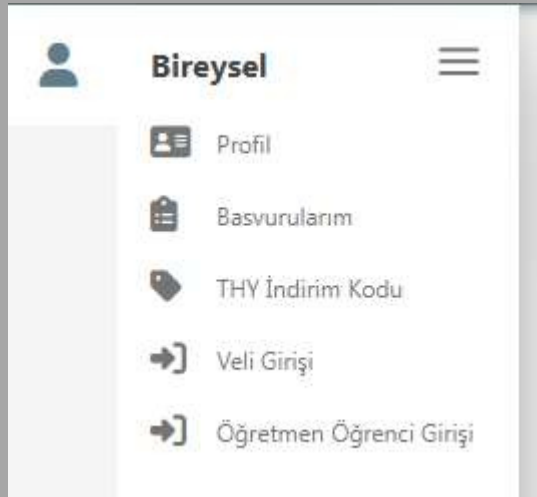 Bireysel
Profil
Basvurularım
THY İndirim Kodu
Veli Girişi
Öğretmen Öğrenci Girişi